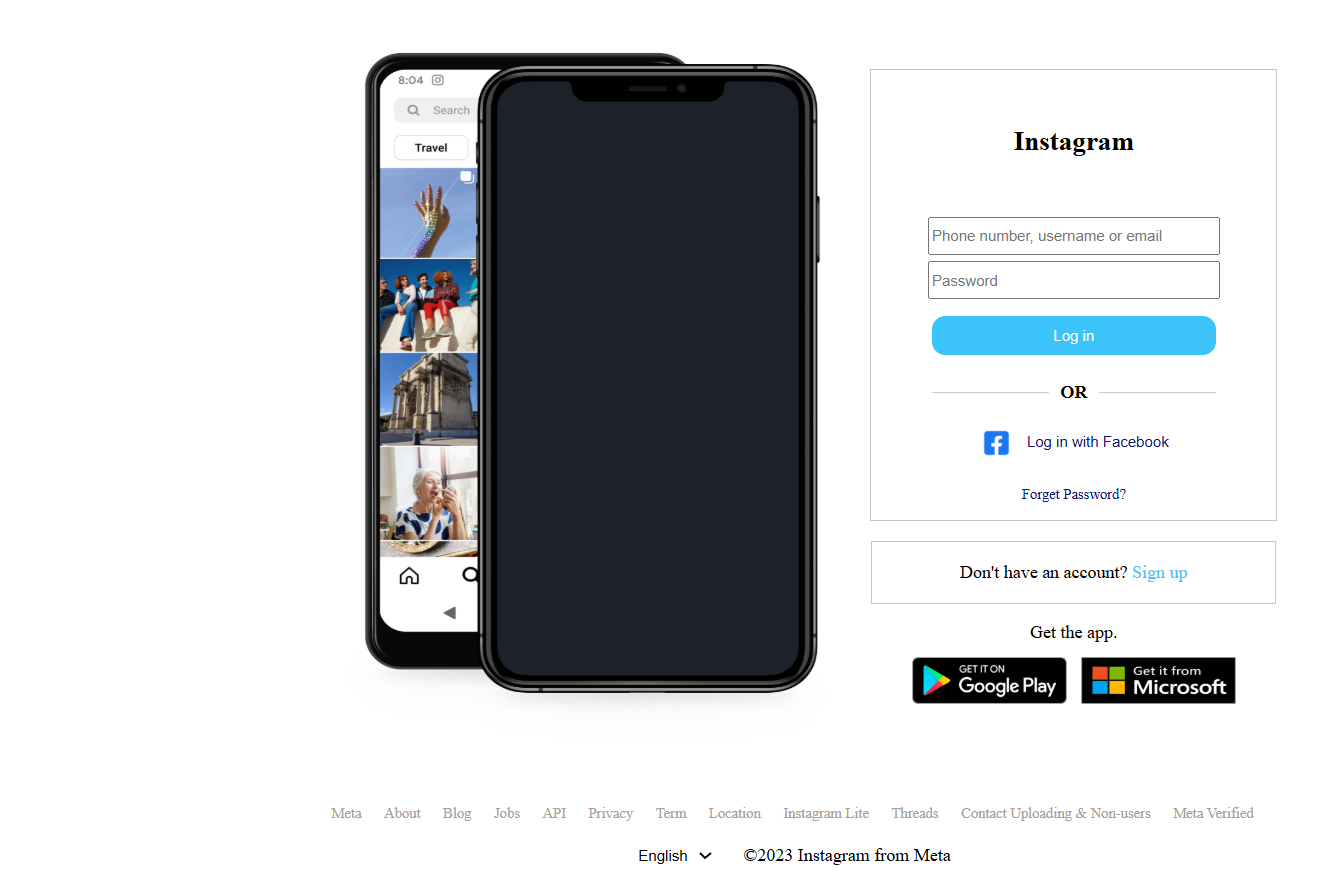 8:04
Search
Travel
Instagram
Phone number, username or email
Password
Log in
OR
Log in with Facebook
Forget Password?
Don't have an account? Sign up
Get the app.
GET IT ON
Google Play
Get it from
Microsoft
Meta About Blog Jobs API Privacy Term Location Instagram Lite Threads Contact Uploading & Non-users Meta Verified
English ©2023 Instagram from Meta